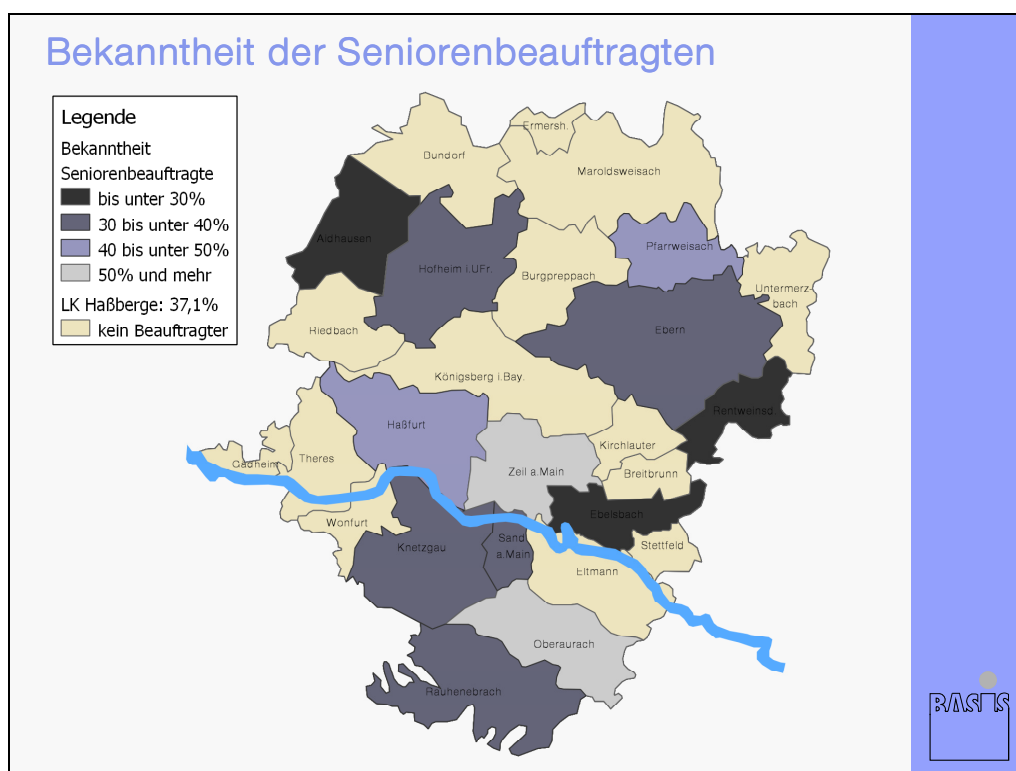 Bekanntheit der Seniorenbeauftragten
Legende
Bekanntheit
Seniorenbeauftragte
bis unter 30%
30 bis unter 40%
40 bis unter 50%
50% und mehr
LK Haßberge: 37,1%
kein Beauftragter
Ermersh.
Bundorf
Maroldsweisach
Aidhausen
Pfarrweisach
Hofheim i.UFr.
Burgpreppach
Untermerz-
bach
Riedbach
Ebern
Königsberg i.Bay.
Rentweinsd.
Haßfurt
Kirchlauter
Theres
Gädheim
Zeil a.Main
Breitbrunn
Ebelsbach
Wonfurt
Knetzgau
Sand
a.Main
Stettfeld
Eltmann
Oberaurach
Rauhenebrach
BASIS